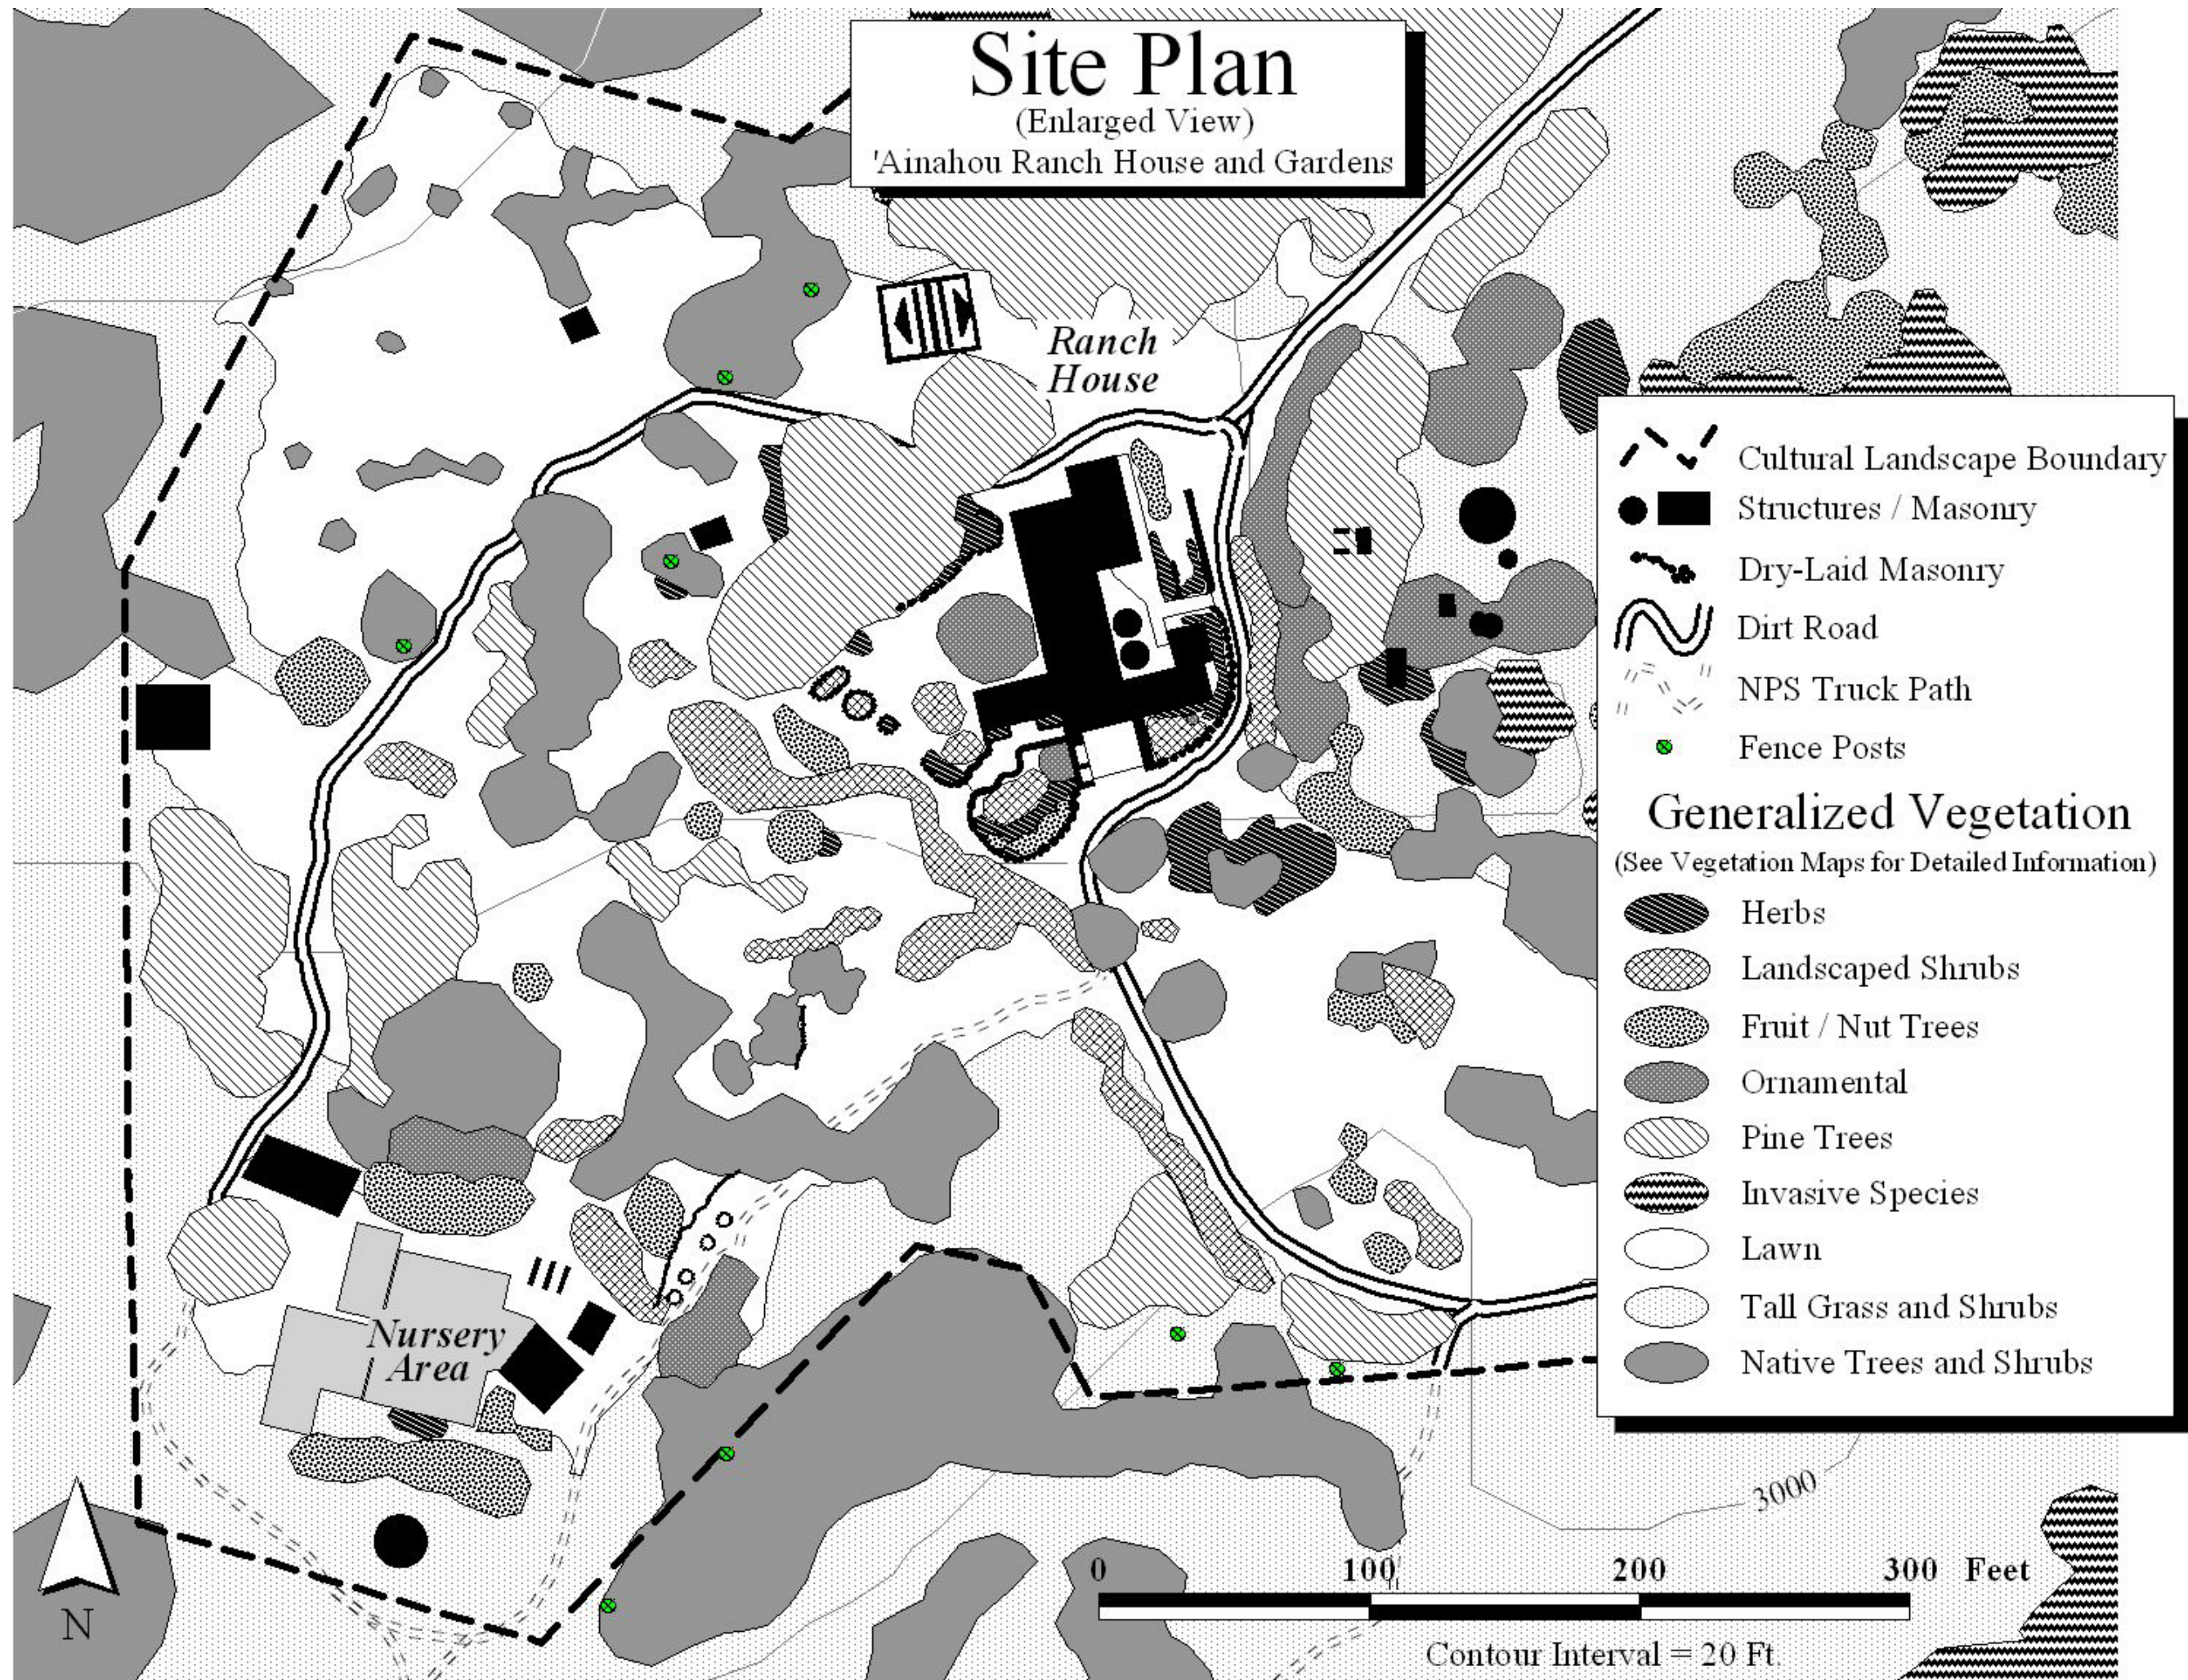 Site Plan
(Enlarged View)
'Ainahou Ranch House and Gardens
Ranch
House
Cultural Landscape Boundary
Structures / Masonry
Dry-Laid Masonry
Dirt Road
NPS Truck Path
Fence Posts
Generalized Vegetation
(See Vegetation Maps for Detailed Information)
Herbs
Landscaped Shrubs
Fruit / Nut Trees
Ornamental
Pine Trees
Invasive Species
Lawn
Tall Grass and Shrubs
Native Trees and Shrubs
Nursery
Area
3000
N
0 100 200 300 Feet
Contour Interval = 20 Ft.